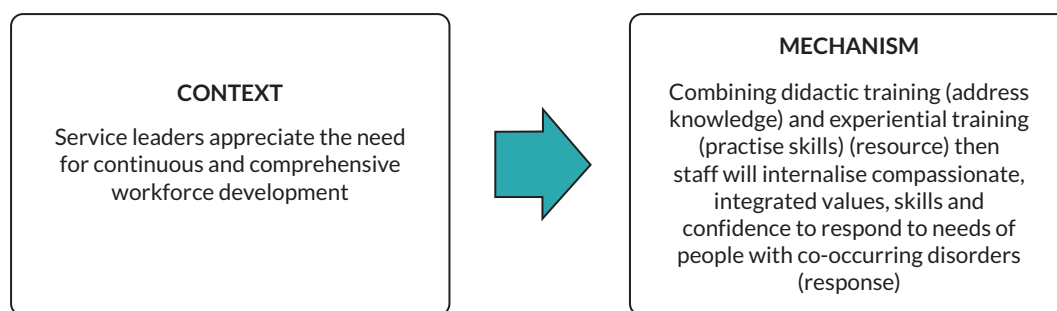 CONTEXT
Service leaders appreciate the need
for continuous and comprehensive
workforce development
MECHANISM
Combining didactic training (address
knowledge) and experiential training
(practise skills) (resource) then
staff will internalise compassionate,
integrated values, skills and
confidence to respond to needs of
people with co-occurring disorders
(response)